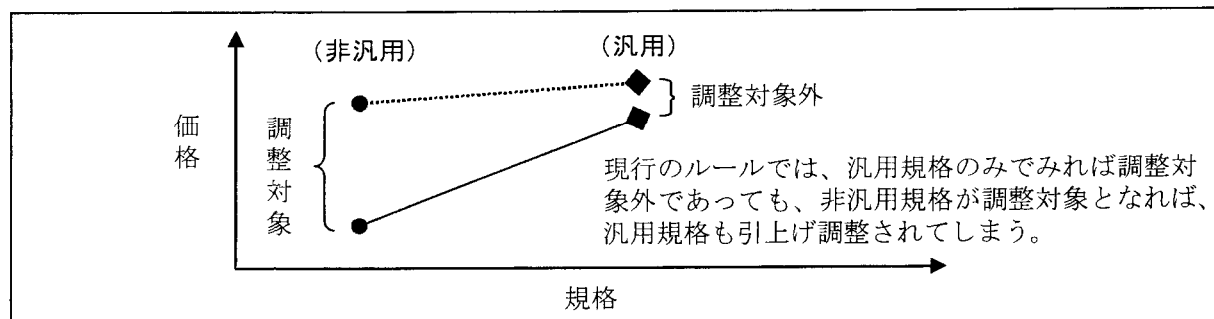 (非汎用)
(汎用)
調整対象外
価格
調整対象
現行のルールでは、汎用規格のみでみれば調整対
象外であっても、非汎用規格が調整対象となれば、
汎用規格も引上げ調整されてしまう。
規格